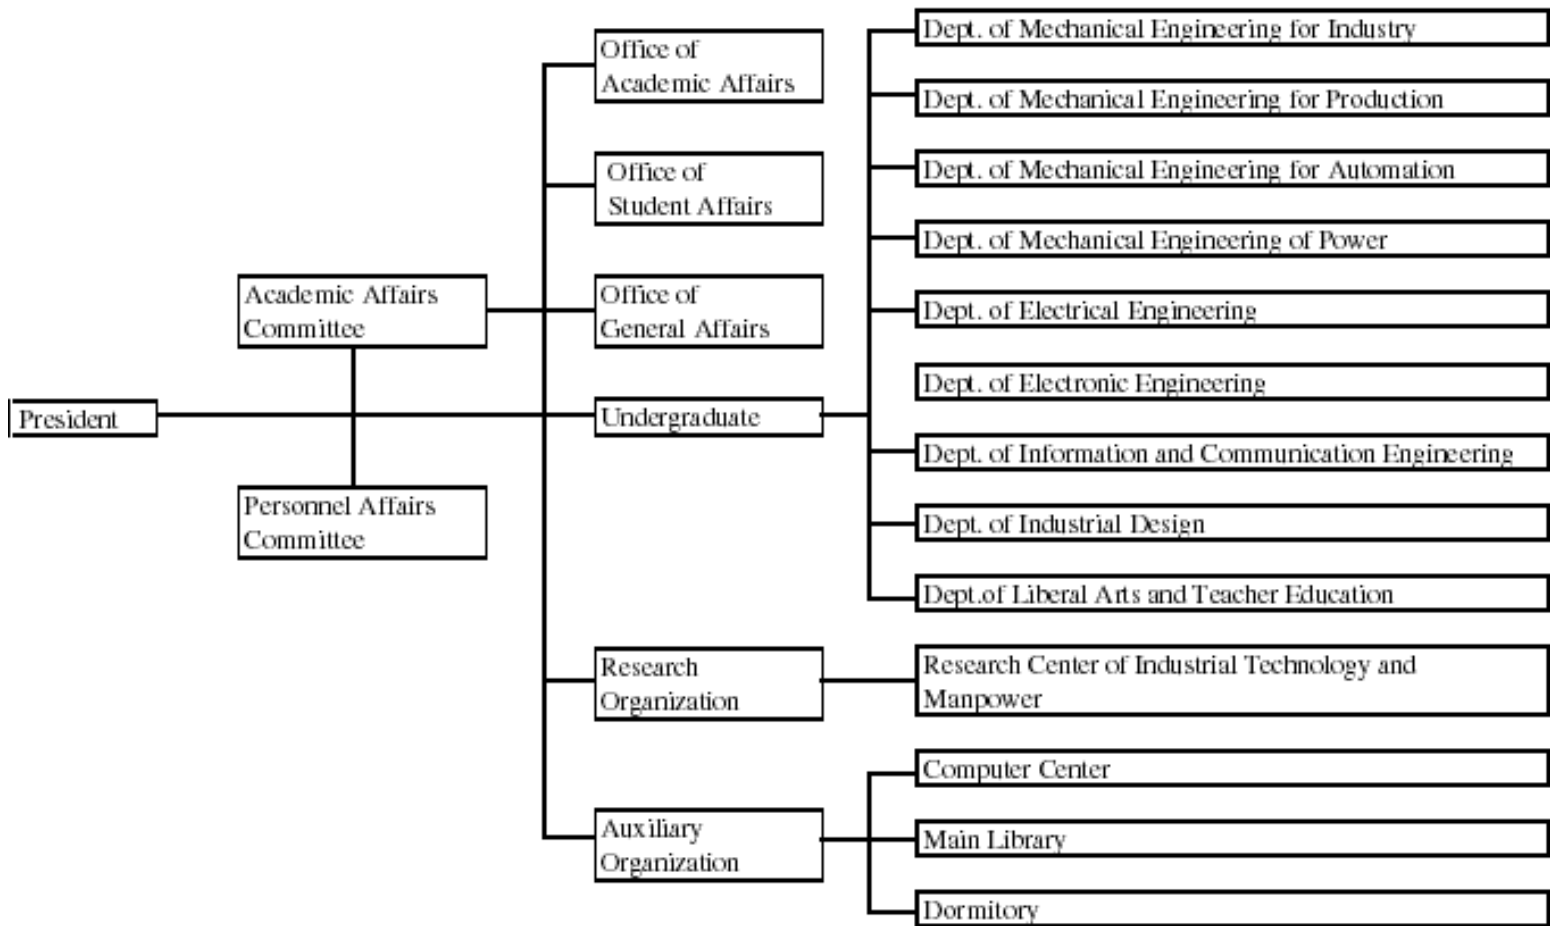 President
Academic Affairs
Committee
Personnel Affairs
Committee
Office of
Academic Affairs
Office of
Student Affairs
Office of
General Affairs
Undergraduate
Research
Organization
Auxiliary
Organization
Dept. of Mechanical Engineering for Industry
Dept. of Mechanical Engineering for Production
Dept. of Mechanical Engineering for Automation
Dept. of Mechanical Engineering of Power
Dept. of Electrical Engineering
Dept. of Electronic Engineering
Dept. of Information and Communication Engineering
Dept. of Industrial Design
Dept.of Liberal Arts and Teacher Education
Research Center of Industrial Technology and
Manpower
Computer Center
Main Library
Dormitory